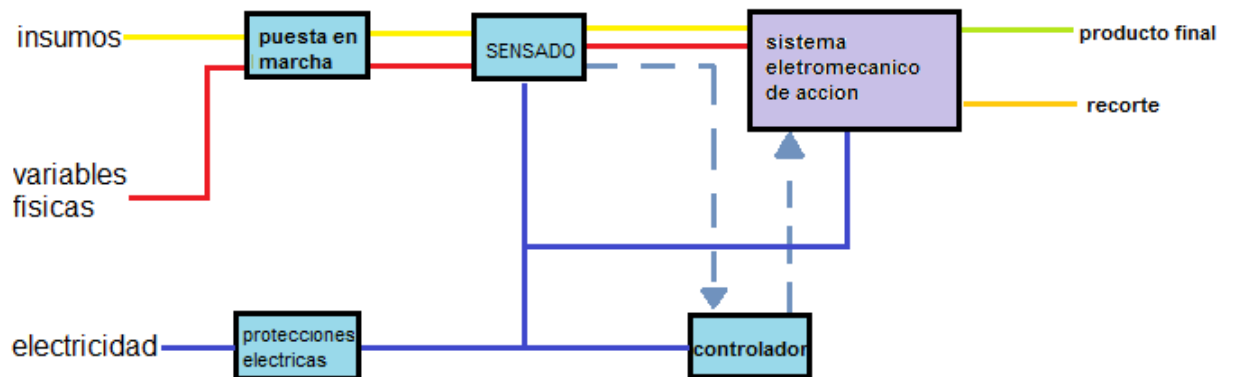 insumos
puesta en
marcha
SENSADO
sistema
eletromecanico
de accion
producto final
recorte
variables
fisicas
electricidad
protecciones
electricas
controlador